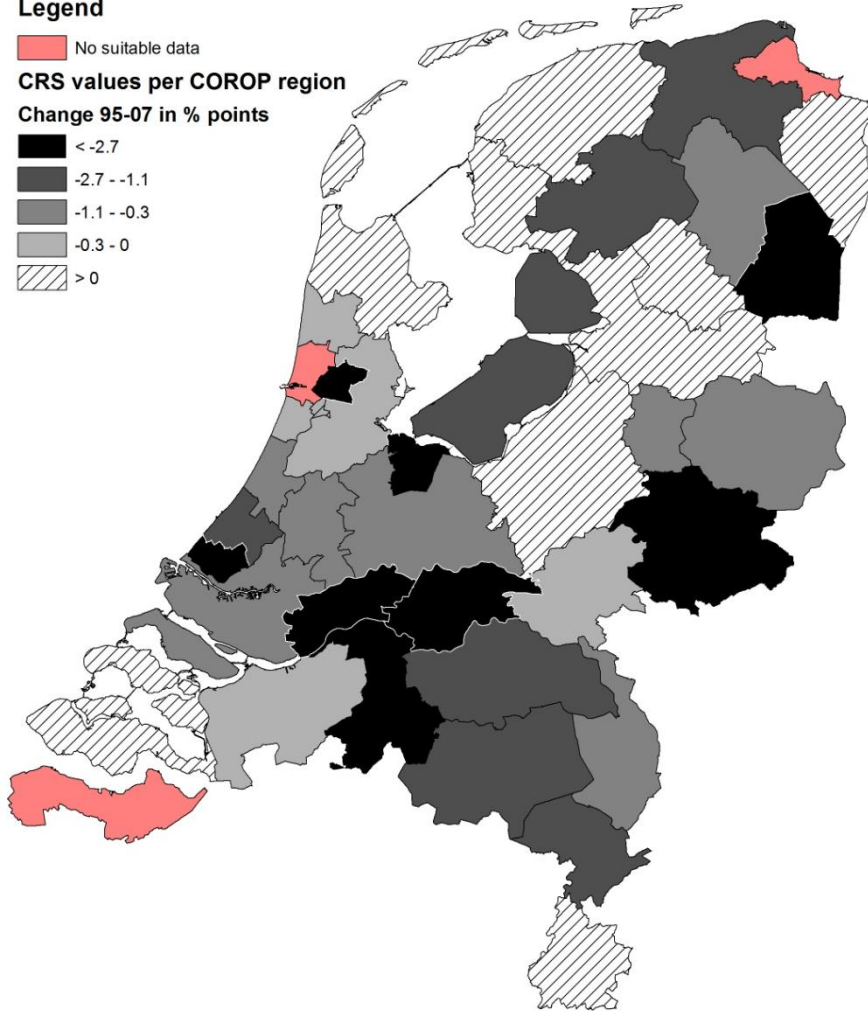 Legend
No suitable data
CRS values per COROP region
Change 95-07 in % points
< -2.7
-2.7 - -1.1
-1.1 - -0.3
-0.3 - 0
> 0